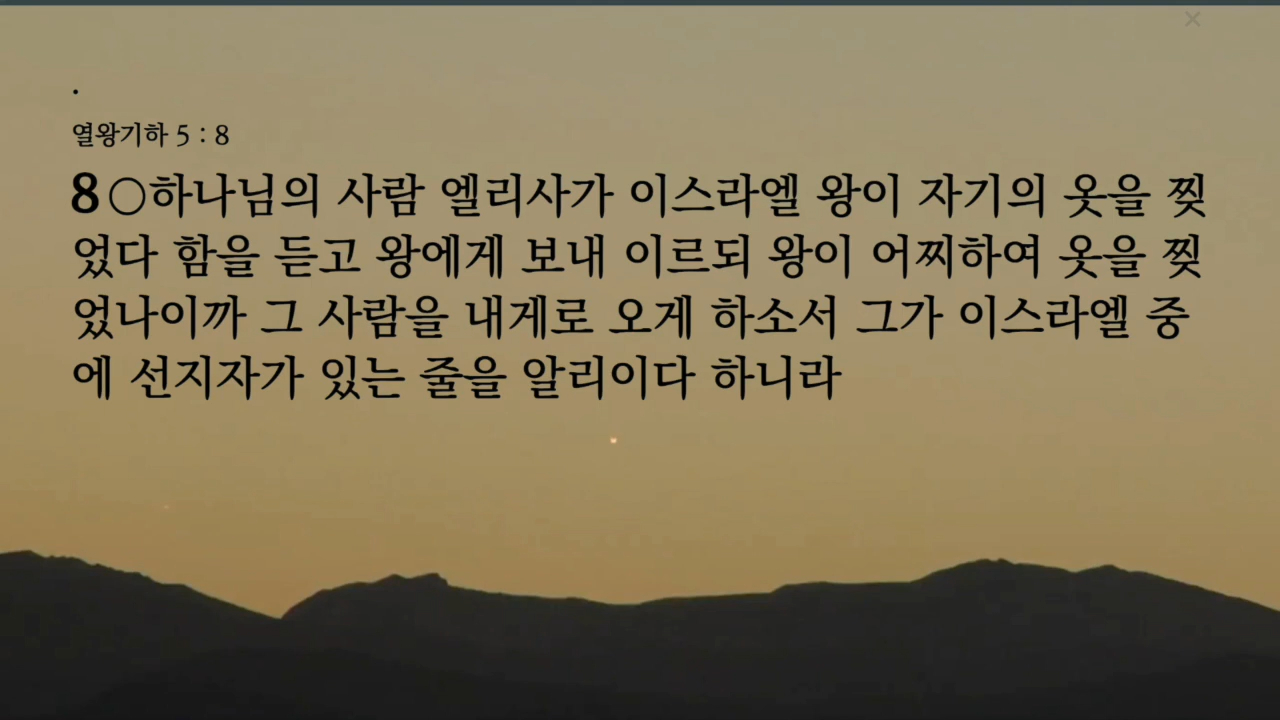 .
열왕기하 5 : 8
8○하나님의 사람 엘리사가 이스라엘 왕이 자기의 옷을 찢
었다 함을 듣고 왕에게 보내 이르되 왕이 어찌하여 옷을 찢
었나이까 그 사람을 내게로 오게 하소서 그가 이스라엘 중
에 선지자가 있는 줄을 알리이다 하니라